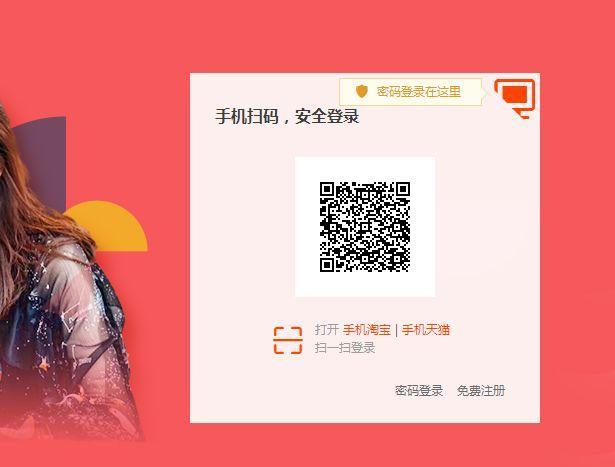 密码登录在这里
手机扫码，安全登录
打开 手机淘宝 | 手机天猫
扫一扫登录
密码登录 免费注册